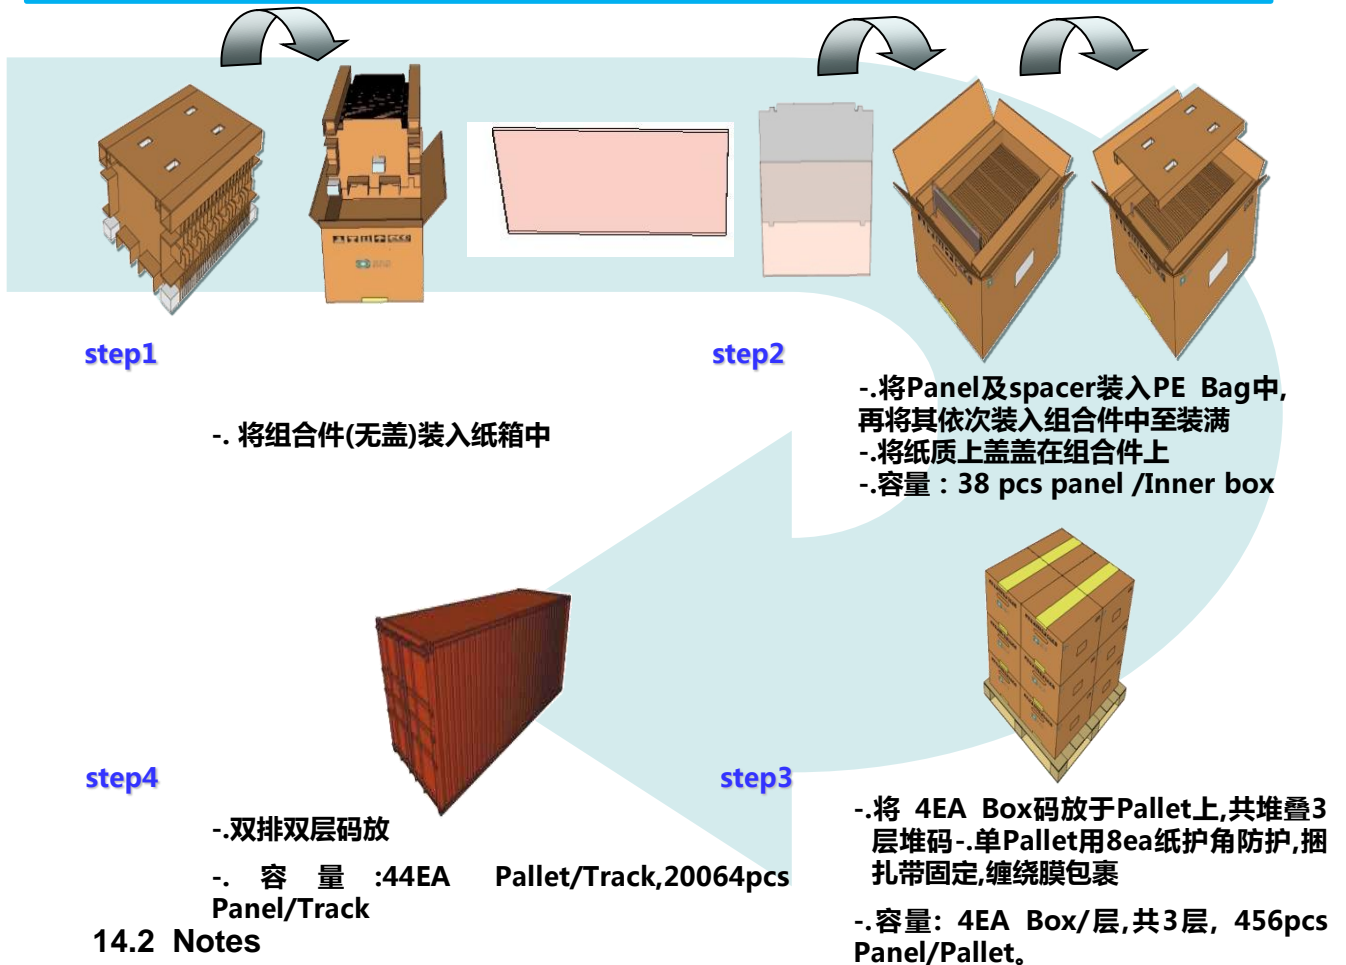 step1
-. 将组合件(无盖)装入纸箱中
step2
-.将Panel及spacer装入PE Bag中,
再将其依次装入组合件中至装满
-.将纸质上盖盖在组合件上
-.容量：38 pcs panel /Inner box
step3
-.将 4EA Box码放于Pallet上,共堆叠3
层堆码-.单Pallet用8ea纸护角防护,捆
扎带固定,缠绕膜包裹
-.容量: 4EA Box/层,共3层, 456pcs
Panel/Pallet。
step4
-.双排双层码放
-. 容 量 :44EA Pallet/Track,20064pcs
Panel/Track
14.2 Notes